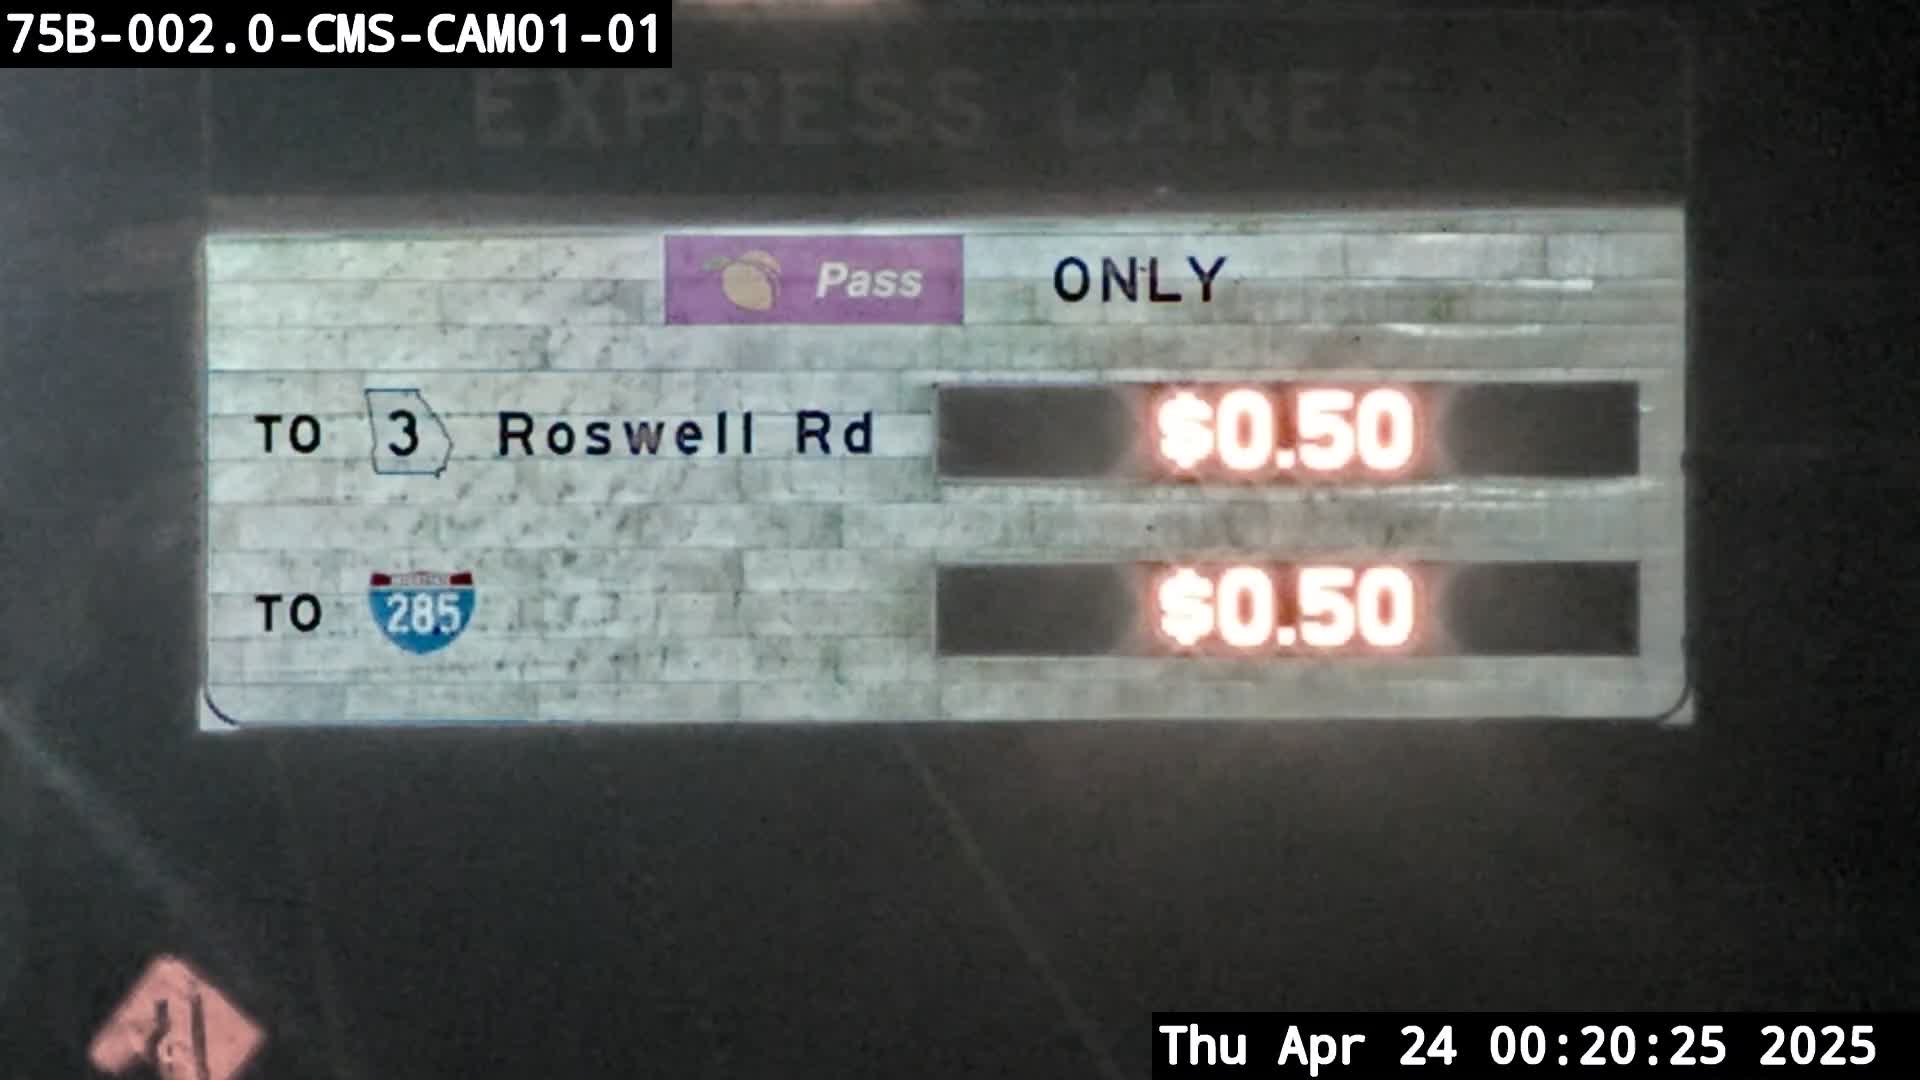 75B-002.0-CMS-CAM01-01
EXPRESS LANES
Pass ONLY
TO 3 Roswell Rd $0.50
TO 285 $0.50
Thu Apr 24 00:20:25 2025